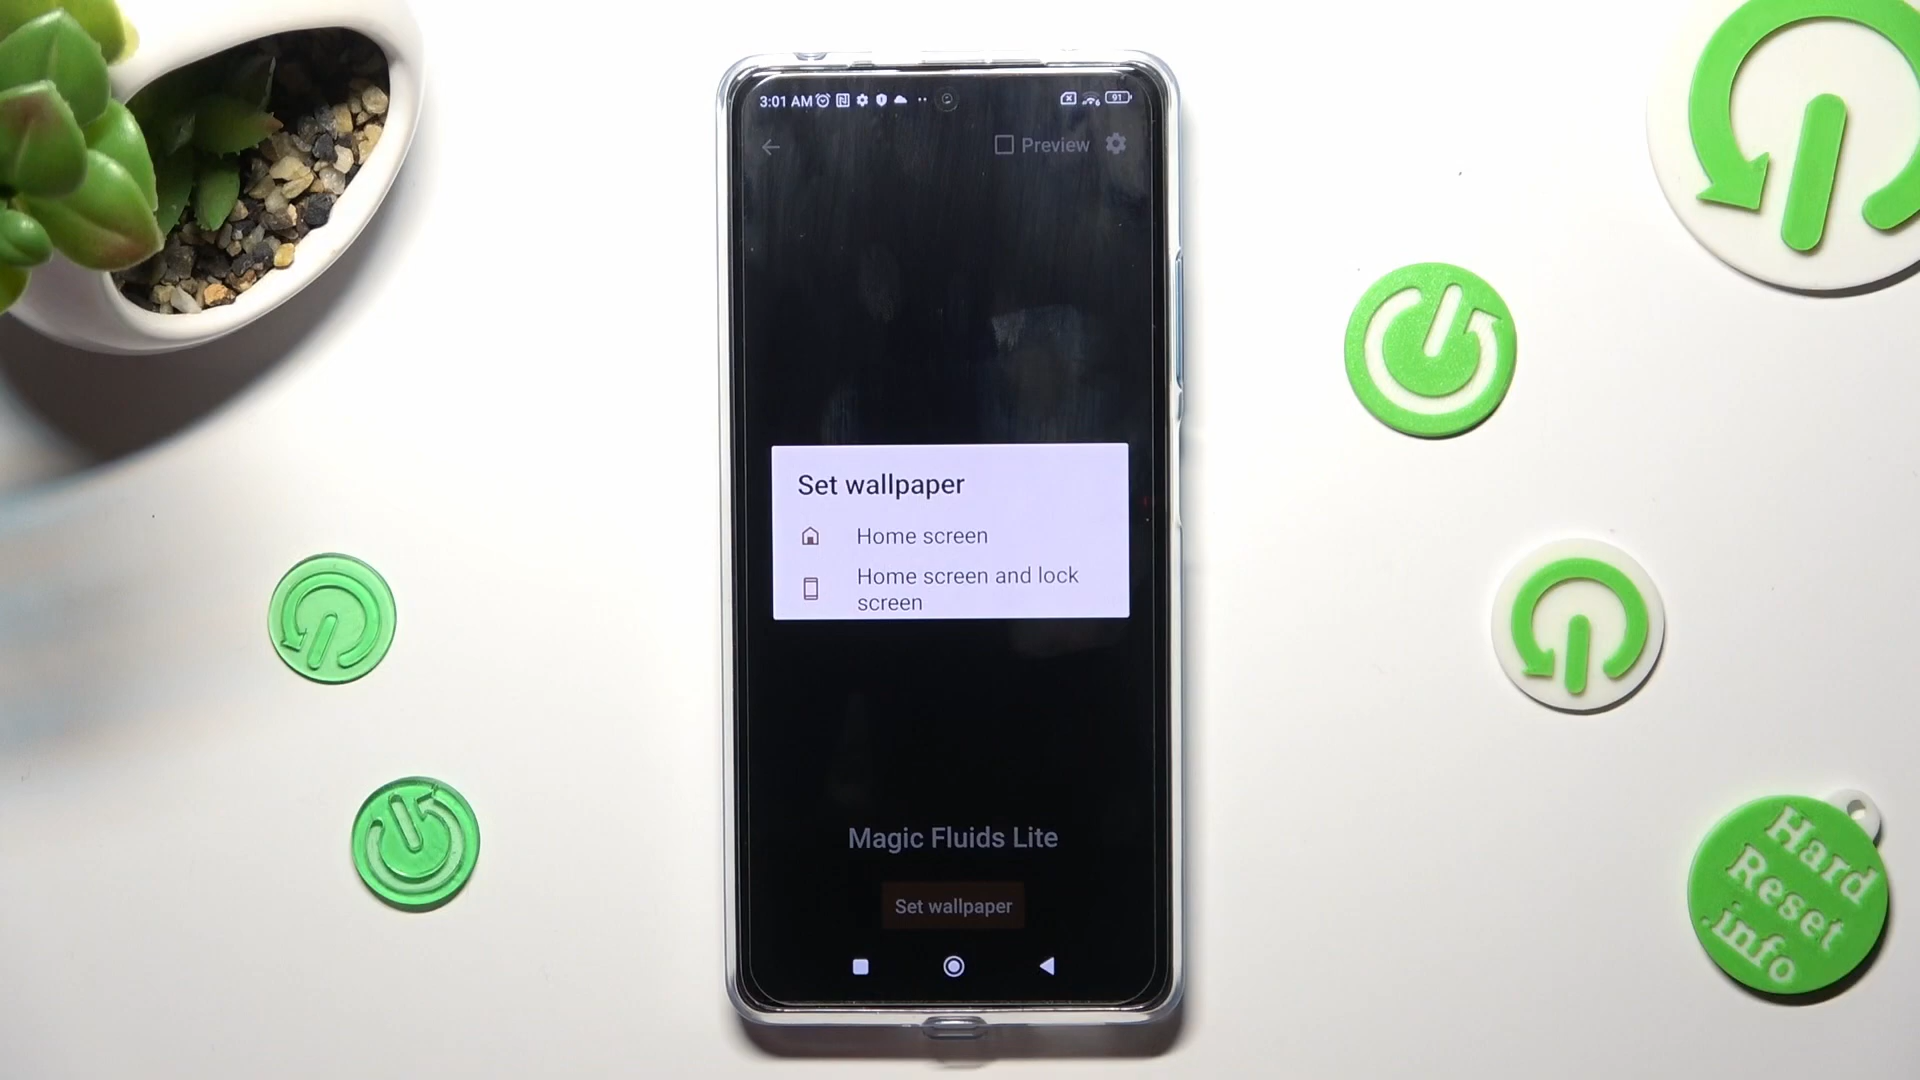 3:01 AM
91
Preview
Set wallpaper
Home screen
Home screen and lock
screen
Magic Fluids Lite
Set wallpaper
Hard
Reset
.info